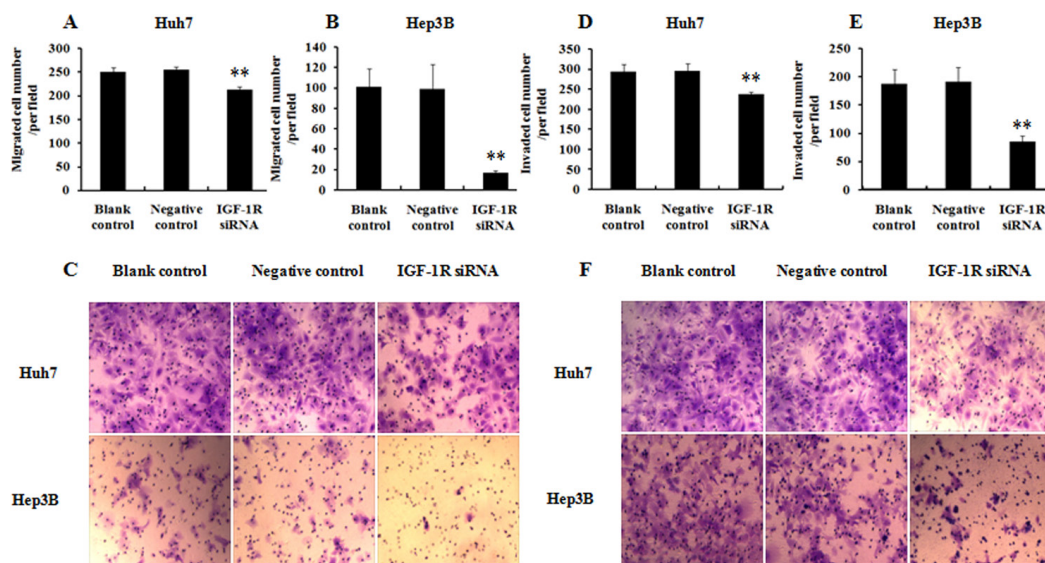 A
Huh7
Migrated cell number
/per field
300
250
200
150
100
50
0
**
Blank
control
Negative
control
IGF-1R
siRNA
B
Hep3B
Migrated cell number
/per field
140
120
100
80
60
40
20
0
**
Blank
control
Negative
control
IGF-1R
siRNA
D
Huh7
Invaded cell number
/per field
350
300
250
200
150
100
50
0
**
Blank
control
Negative
control
IGF-1R
siRNA
E
Hep3B
Invaded cell number
/per field
250
200
150
100
50
0
**
Blank
control
Negative
control
IGF-1R
siRNA
C
Blank control
Negative control
IGF-1R siRNA
Huh7
Hep3B
F
Blank control
Negative control
IGF-1R siRNA
Huh7
Hep3B